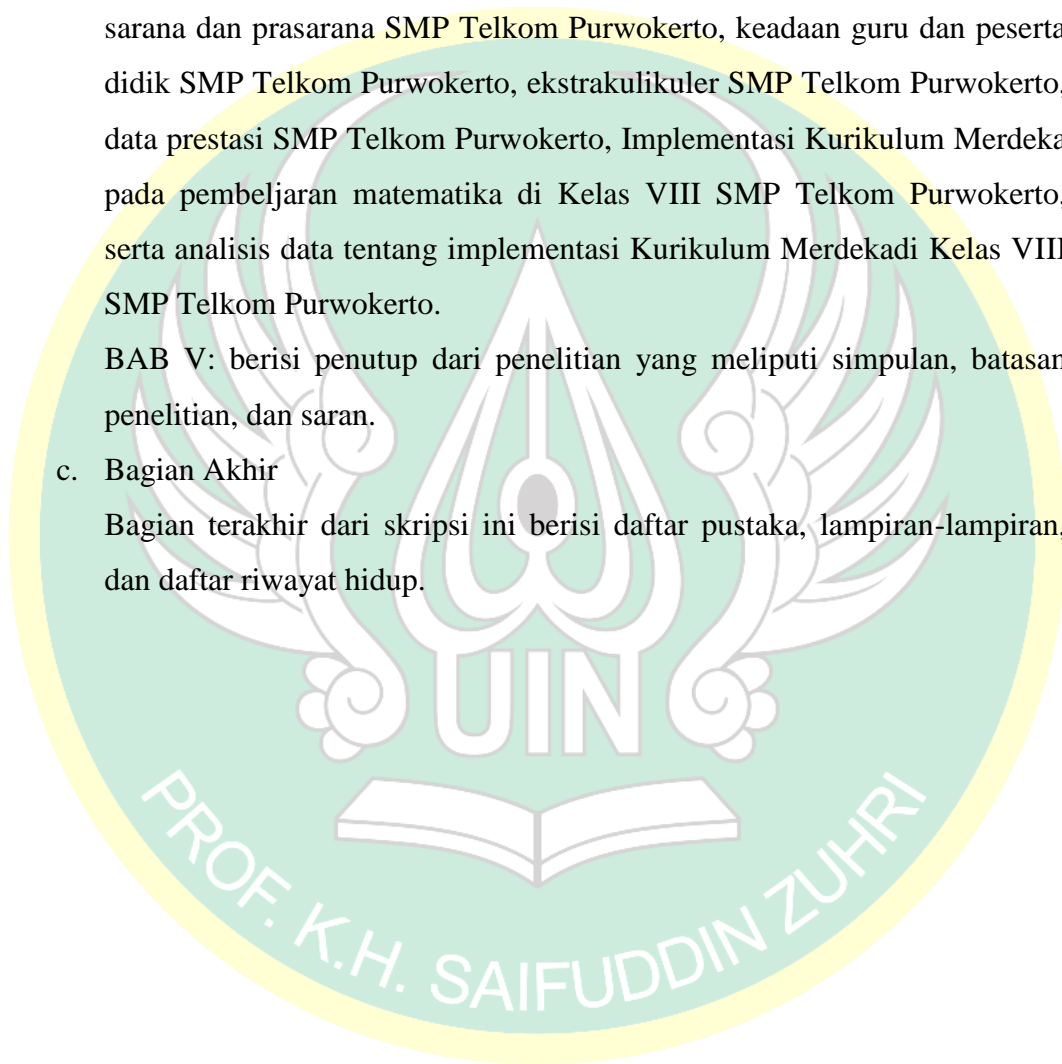 sarana dan prasarana SMP Telkom Purwokerto, keadaan guru dan peserta
didik SMP Telkom Purwokerto, ekstrakulikuler SMP Telkom Purwokerto,
data prestasi SMP Telkom Purwokerto, Implementasi Kurikulum Merdeka
pada pembeljaran matematika di Kelas VIII SMP Telkom Purwokerto,
serta analisis data tentang implementasi Kurikulum Merdekadi Kelas VIII
SMP Telkom Purwokerto.
BAB V: berisi penutup dari penelitian yang meliputi simpulan, batasan
penelitian, dan saran.
c. Bagian Akhir
Bagian terakhir dari skripsi ini berisi daftar pustaka, lampiran-lampiran,
dan daftar riwayat hidup.
UIN
PROF. K.H. SAIFUDDIN ZUHRI